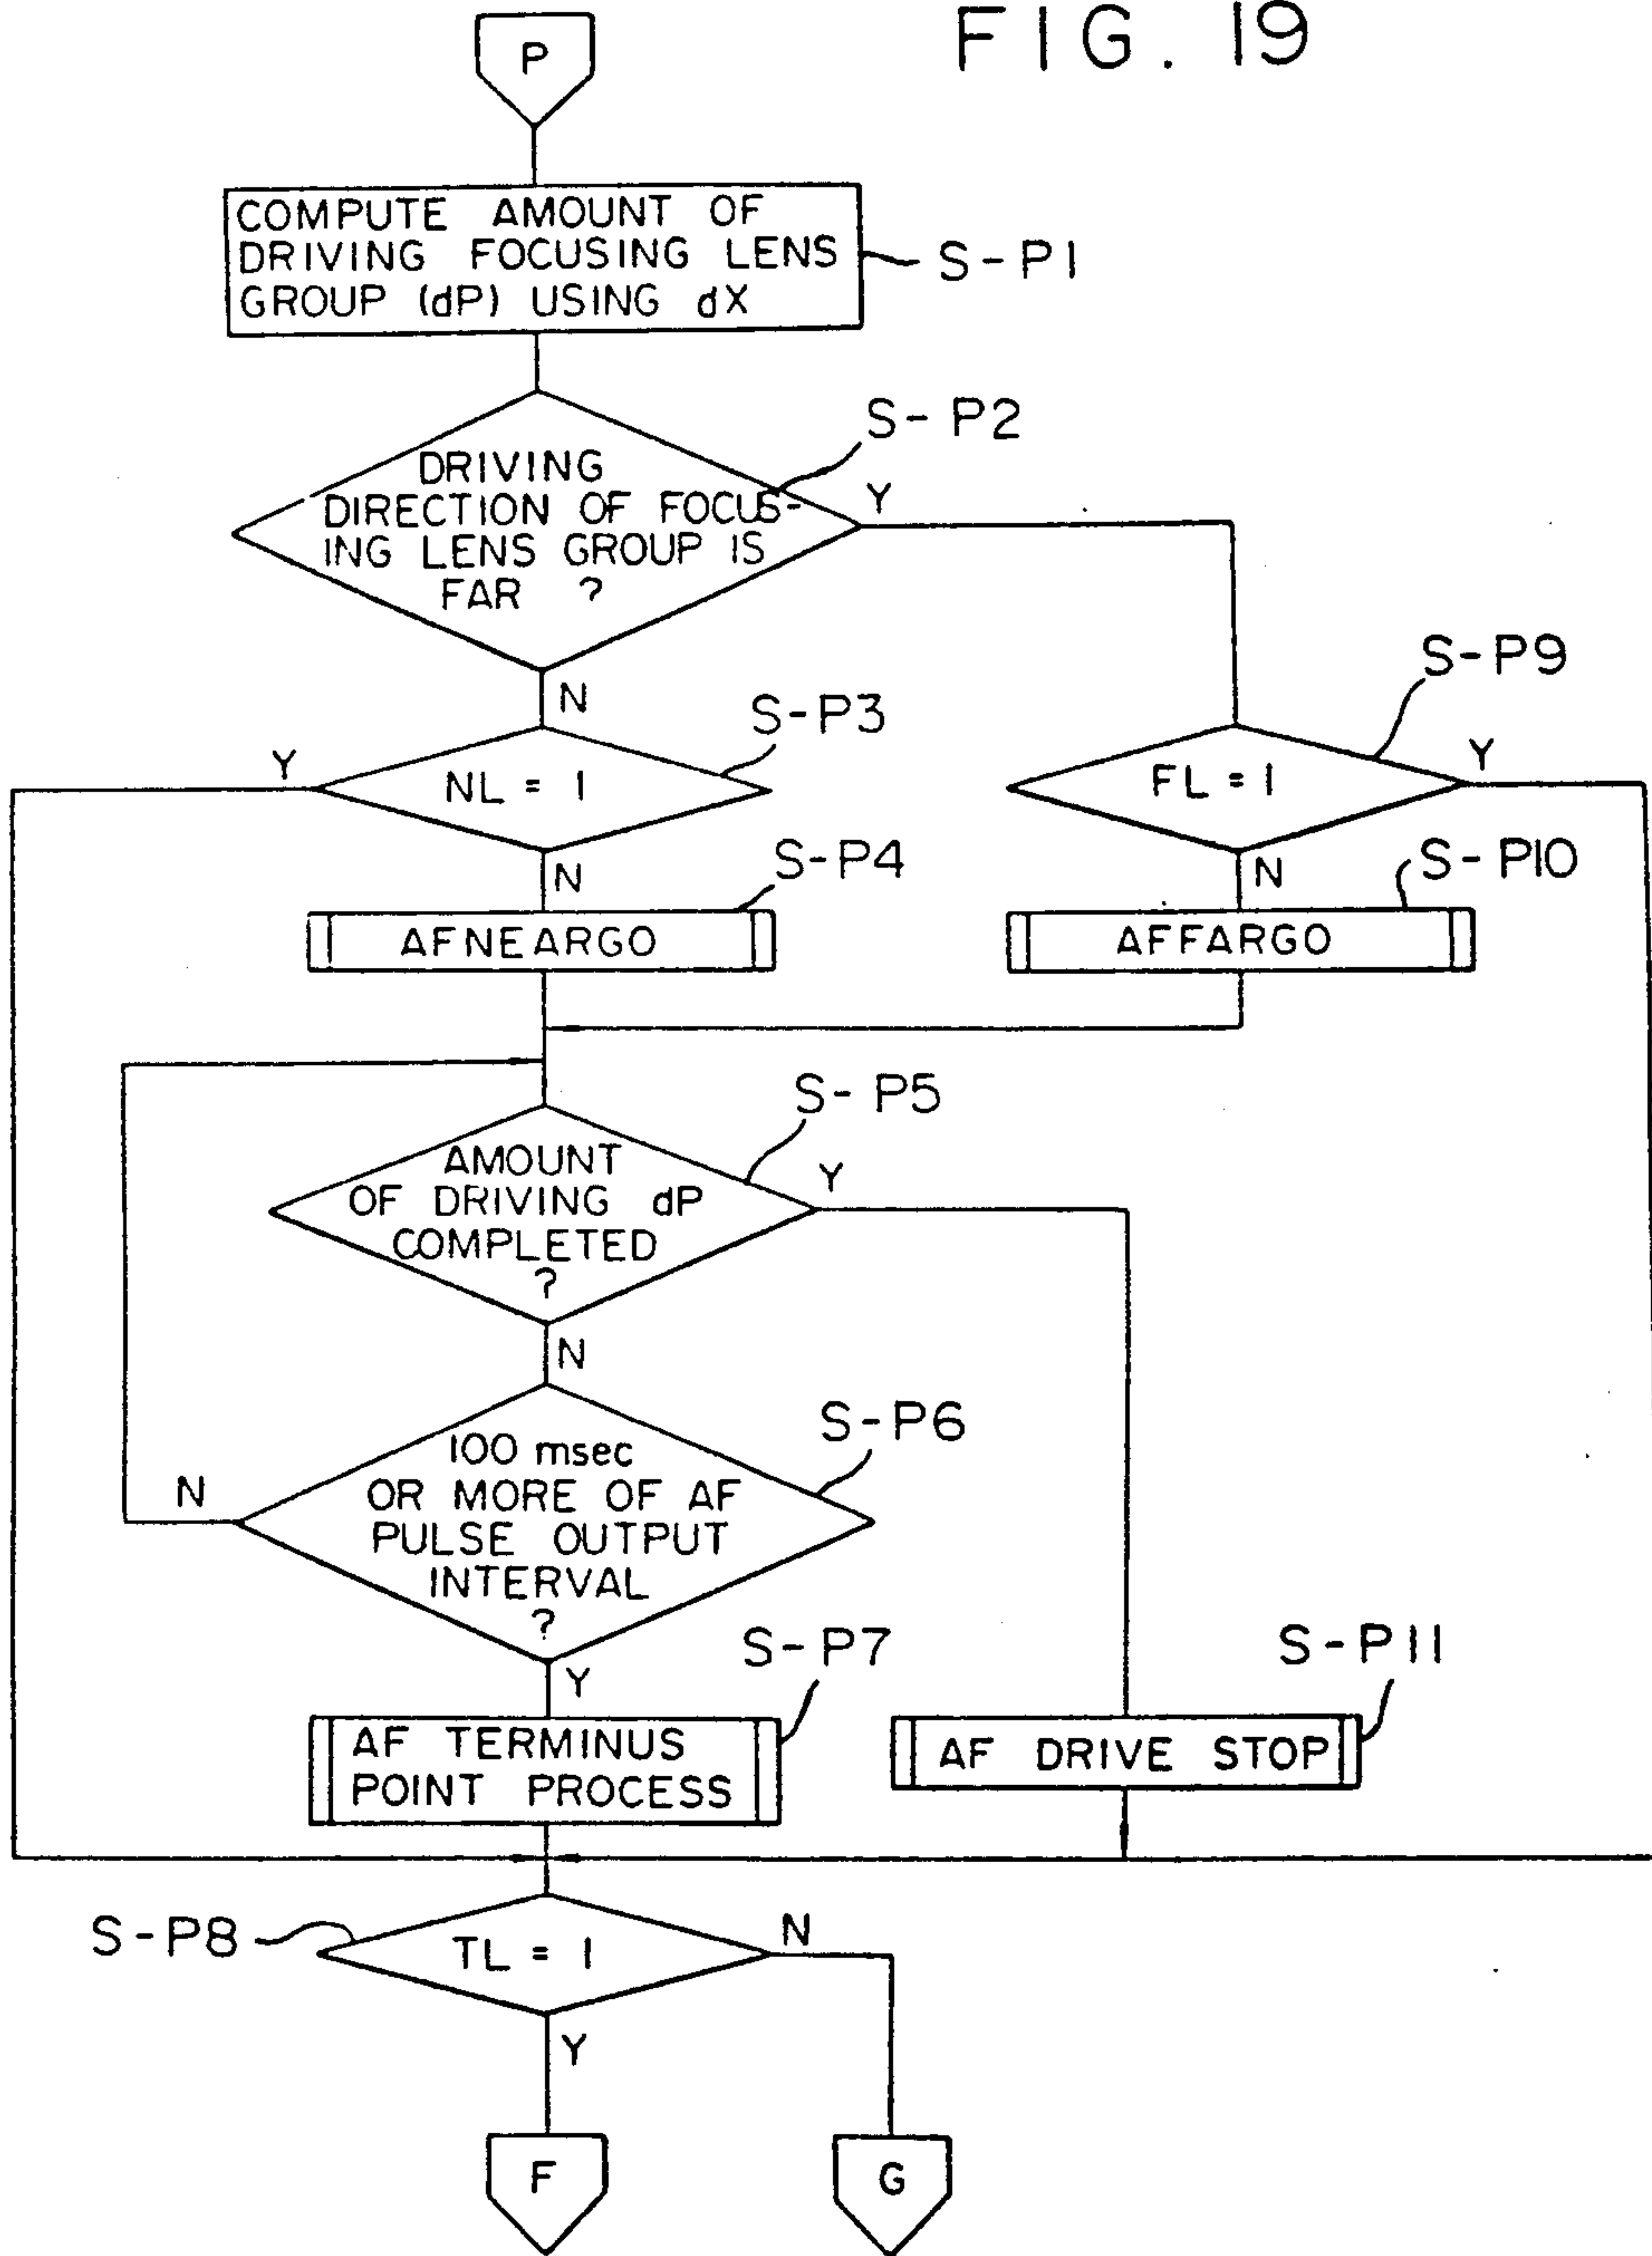 FIG. 19
P
COMPUTE AMOUNT OF
DRIVING FOCUSING LENS
GROUP (dP) USING dX
S-P1
S-P2
DRIVING
DIRECTION OF FOCUS-
ING LENS GROUP IS
FAR ?
Y
N
S-P3
Y
NL = 1
N
S-P9
FL = 1
Y
N
S-P4
AFNEARGO
S-P10
AFFARGO
S-P5
AMOUNT
OF DRIVING dP
COMPLETED
?
Y
N
S-P6
100 msec
OR MORE OF AF
PULSE OUTPUT
INTERVAL
?
N
Y
S-P7
AF TERMINUS
POINT PROCESS
S-P11
AF DRIVE STOP
S-P8
TL = 1
N
Y
F
G